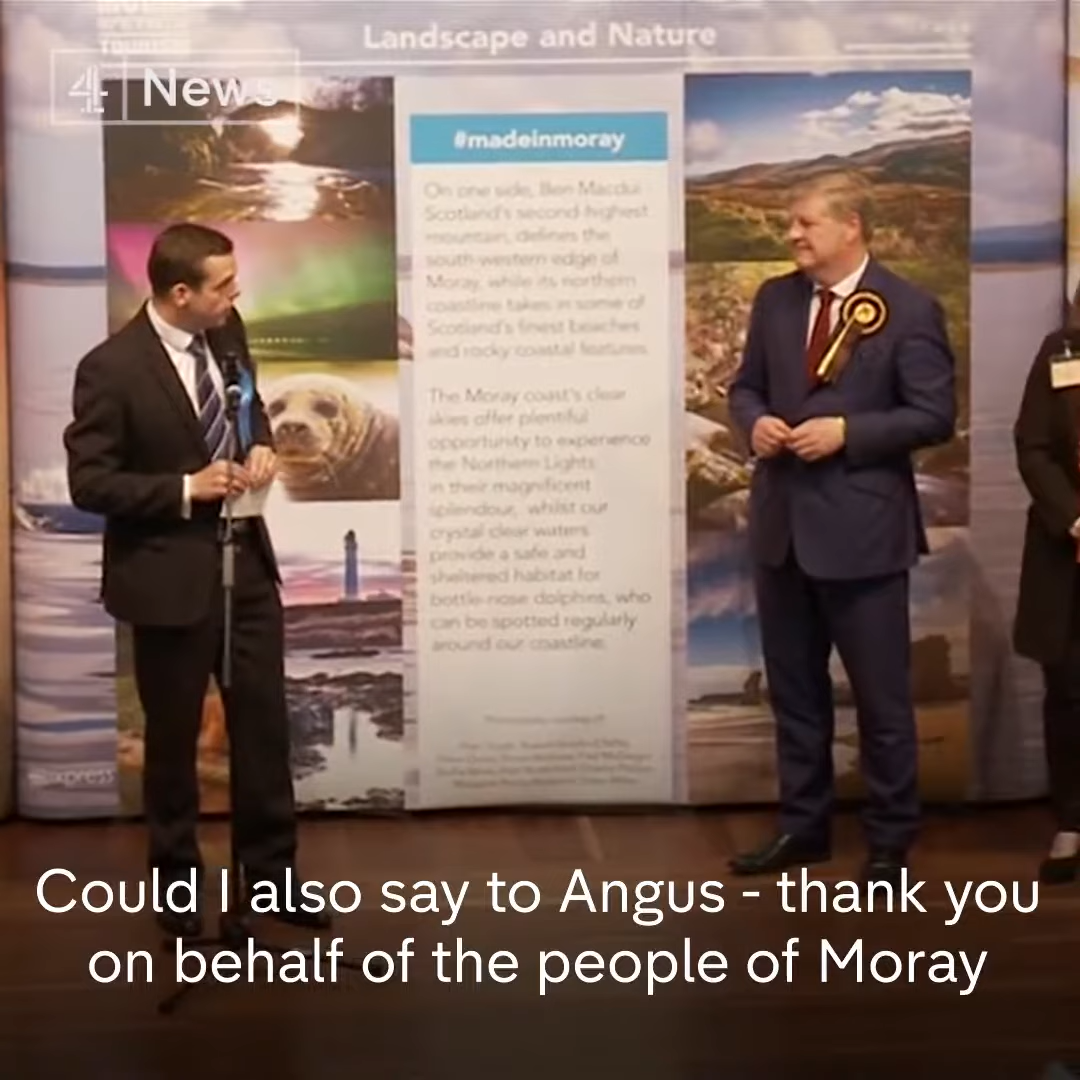 TOURISM
Landscape and Nature
4 News
#madeinmoray
On one side, Ben Macdui
Scotland's second-highest
mountain, defines the
south-western edge of
Moray, while its northern
coastline takes in some of
Scotland's finest beaches
and rocky coastal features.
The Moray coast's clear
skies offer plentiful
opportunity to experience
the Northern Lights
in their magnificent
splendour, whilst our
crystal clear waters
provide a safe and
sheltered habitat for
bottle-nose dolphins, who
can be spotted regularly
around our coastline.
express
Could I also say to Angus - thank you
on behalf of the people of Moray